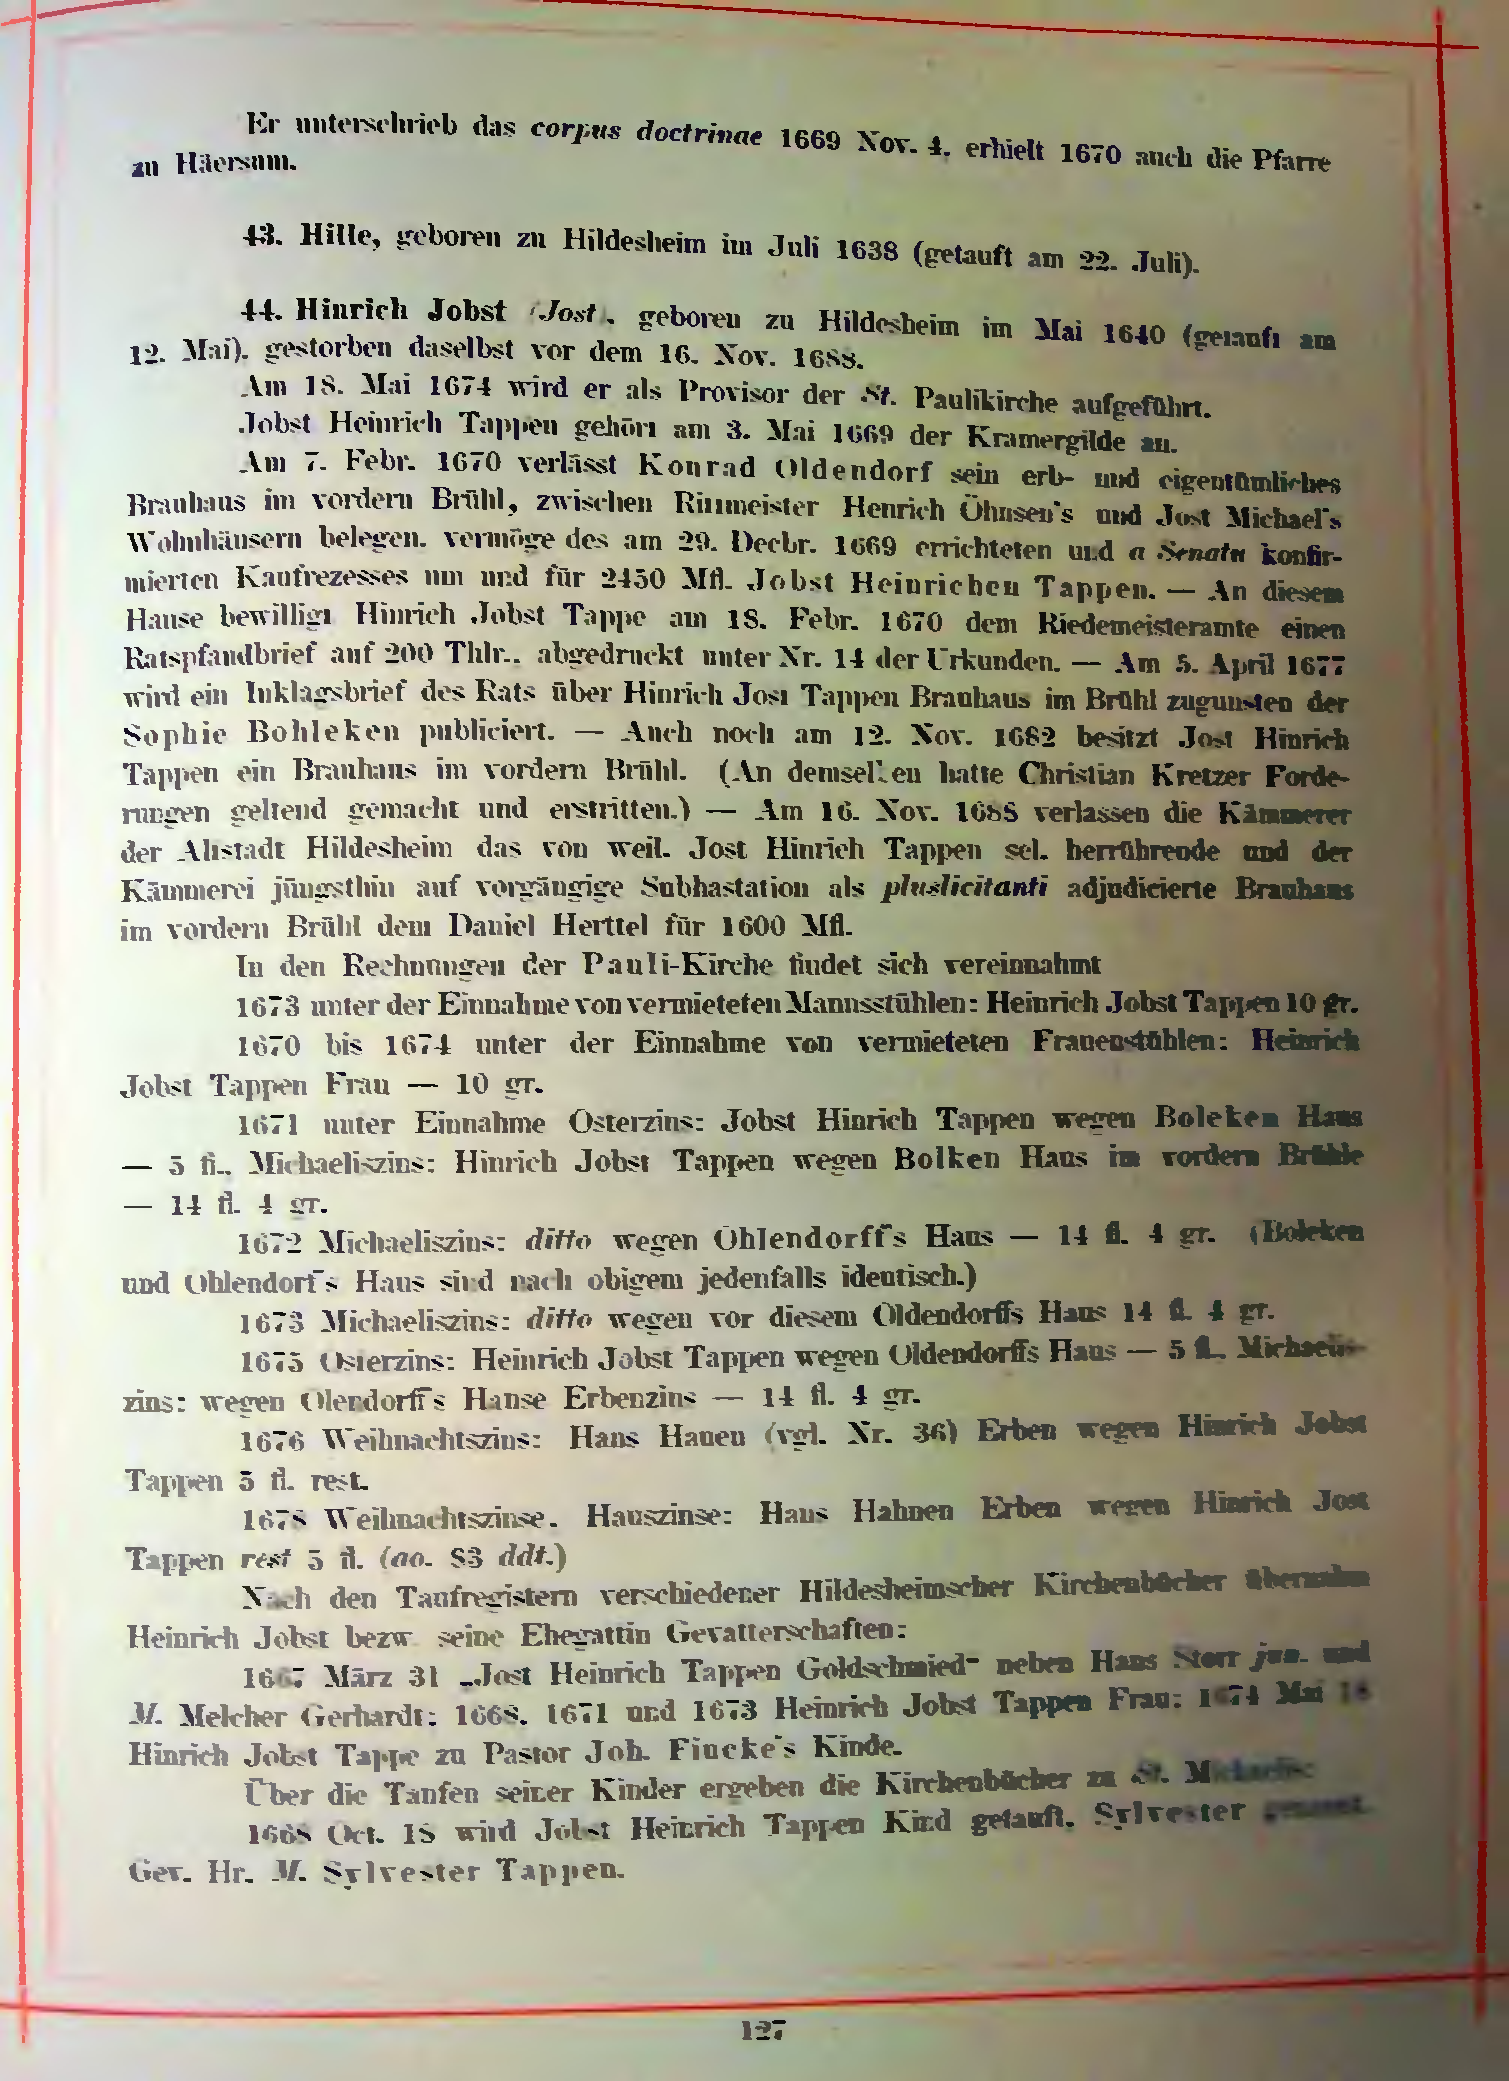 Er unterschrieb das corpus doctrinae 1669 Nov. 4. erhielt 1670 auch die Pfarre
zu Häersum.
43. Hille, geboren zu Hildesheim im Juli 1638 (getauft am 22. Juli).
44. Hinrich Jobst (Jost), geboren zu Hildesheim im Mai 1640 (getauft am
12. Mai), gestorben daselbst vor dem 16. Nov. 1688.
Am 18. Mai 1674 wird er als Provisor der St. Paulikirche aufgeführt.
Jobst Heinrich Tappen gehört am 3. Mai 1669 der Kramergilde an.
Am 7. Febr. 1670 verlässt Konrad Oldendorf sein erb- und eigentümliches
Brauhaus im vordern Brühl, zwischen Ritmeister Henrich Öhnsen's und Jost Michael's
Wohnhäusern belegen, vermöge des am 29. Decbr. 1669 errichteten und a Senatu konfir-
mierten Kaufrezesses um und für 2450 Mfl. Jobst Heinrichen Tappen. — An diesem
Hause bewilligt Hinrich Jobst Tappe am 18. Febr. 1670 dem Riedemeisteramte einen
Ratspfandbrief auf 200 Thlr., abgedruckt unter Nr. 14 der Urkunden. — Am 5. April 1677
wird ein Inklagsbrief des Rats über Hinrich Jost Tappen Brauhaus im Brühl zugunsten der
Sophie Bohleken publiciert. — Auch noch am 12. Nov. 1682 besitzt Jost Hinrich
Tappen ein Brauhaus im vordern Brühl. (An demselben hatte Christian Kretzer Forde-
rungen geltend gemacht und erstritten.) — Am 16. Nov. 1688 verlassen die Kämmerer
der Altstadt Hildesheim das von weil. Jost Hinrich Tappen sel. herrührende und der
Kämmerei jüngsthin auf vorgängige Subhastation als pluslicitanti adjudicierte Brauhaus
im vordern Brühl dem Daniel Herttel für 1600 Mfl.
In den Rechnungen der Pauli-Kirche findet sich vereinnahmt
1673 unter der Einnahme von vermieteten Mannsstühlen: Heinrich Jobst Tappen 10 gr.
1670 bis 1674 unter der Einnahme von vermieteten Frauenstühlen: Heinrich
Jobst Tappen Frau — 10 gr.
1671 unter Einnahme Osterzins: Jobst Hinrich Tappen wegen Boleken Haus
— 5 fl., Michaeliszins: Hinrich Jobst Tappen wegen Bolken Haus im vordern Brühle
— 14 fl. 4 gr.
1672 Michaeliszins: ditto wegen Ohlendorff's Haus — 14 fl. 4 gr. (Boleken
und Ohlendorf's Haus sind nach obigem jedenfalls identisch.)
1673 Michaeliszins: ditto wegen vor diesem Oldendorffs Haus 14 fl. 4 gr.
1675 Osterzins: Heinrich Jobst Tappen wegen Oldendorffs Haus — 5 fl., Michaelis-
zins: wegen Olendorff's Hause Erbenzins — 14 fl. 4 gr.
1676 Weihnachtszins: Hans Hanen (vgl. Nr. 36) Erben wegen Hinrich Jobst
Tappen 5 fl. rest.
1678 Weihnachtszinse. Hauszinse: Hans Hahnen Erben wegen Hinrich Jost
Tappen rest 5 fl. (ao. 83 ddt.)
Nach den Taufregistern verschiedener Hildesheimscher Kirchenbücher übernahm
Heinrich Jobst bezw. seine Ehegattin Gevatterschaften:
1667 März 31 „Jost Heinrich Tappen Goldschmied" neben Hans Storr jun. und
M. Melcher Gerhardt; 1668, 1671 und 1673 Heinrich Jobst Tappen Frau; 1674 Mai
Hinrich Jobst Tappe zu Pastor Joh. Fincke's Kinde.
Über die Taufen seiner Kinder ergeben die Kirchenbücher zu St. Michaelis:
1668 Oct. 18 wird Jobst Heinrich Tappen Kind getauft, Sylvester genannt.
Gev. Hr. M. Sylvester Tappen.
127